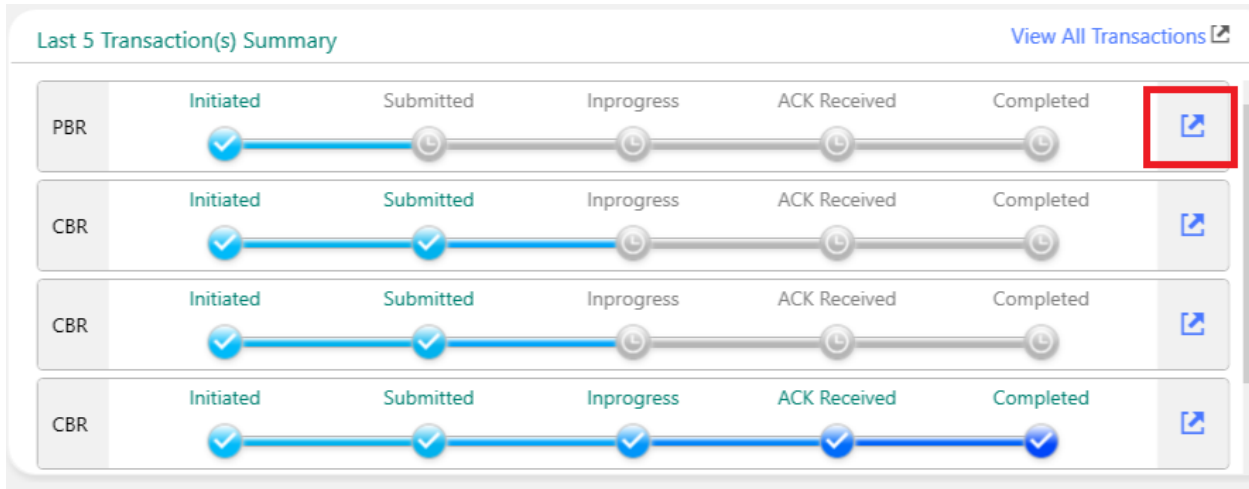 Last 5 Transaction(s) Summary
View All Transactions
Initiated Submitted Inprogress ACK Received Completed
PBR
Initiated Submitted Inprogress ACK Received Completed
CBR
Initiated Submitted Inprogress ACK Received Completed
CBR
Initiated Submitted Inprogress ACK Received Completed
CBR